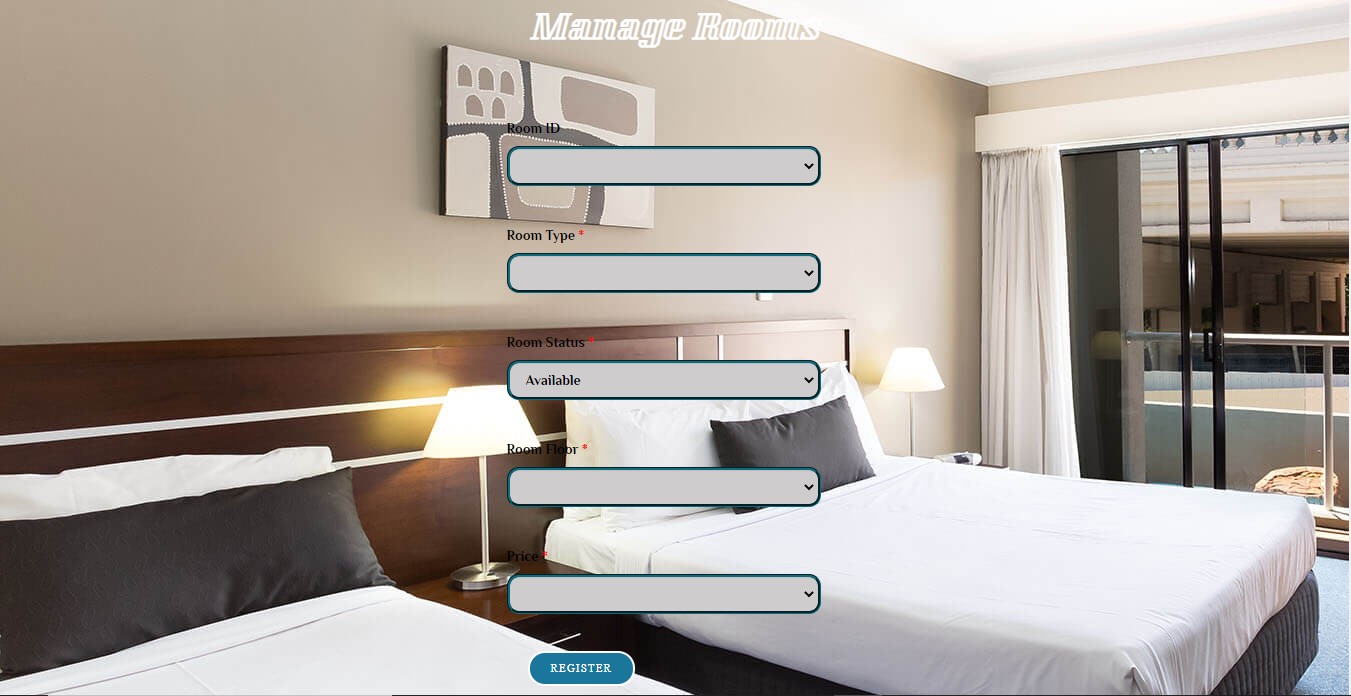 Manage Rooms
Room ID
Room Type *
Room Status *
Available
Room Floor *
Price *
REGISTER